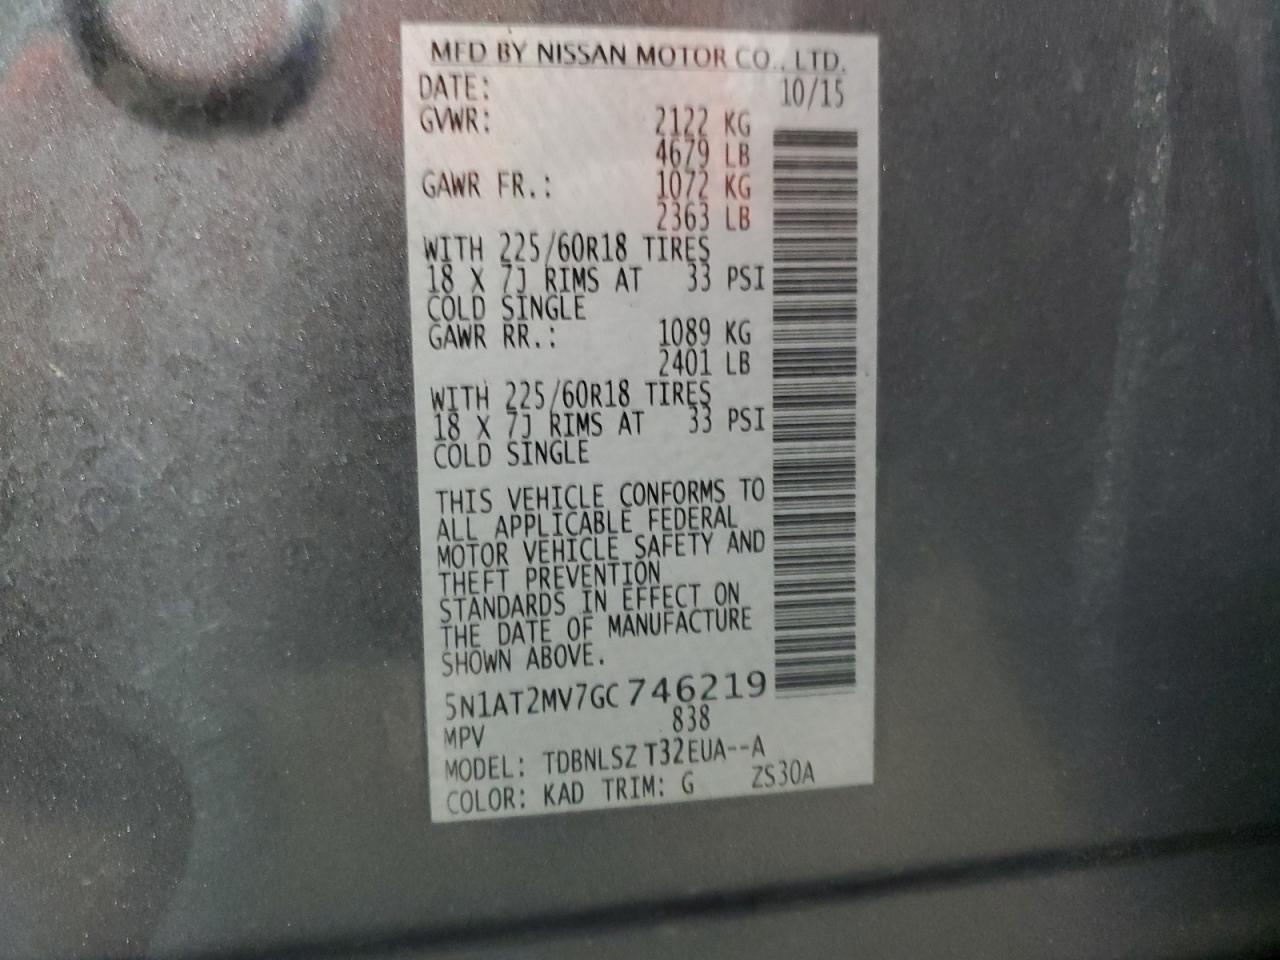 MFD BY NISSAN MOTOR CO., LTD.
DATE: 10/15
GVWR: 2122 KG
4679 LB
GAWR FR.: 1072 KG
2363 LB
WITH 225/60R18 TIRES
18 X 7J RIMS AT 33 PSI
COLD SINGLE
GAWR RR.: 1089 KG
2401 LB
WITH 225/60R18 TIRES
18 X 7J RIMS AT 33 PSI
COLD SINGLE
THIS VEHICLE CONFORMS TO
ALL APPLICABLE FEDERAL
MOTOR VEHICLE SAFETY AND
THEFT PREVENTION
STANDARDS IN EFFECT ON
THE DATE OF MANUFACTURE
SHOWN ABOVE.
5N1AT2MV7GC746219
MPV 838
MODEL: TDBNLSZ T32EUA--A
COLOR: KAD TRIM: G ZS30A